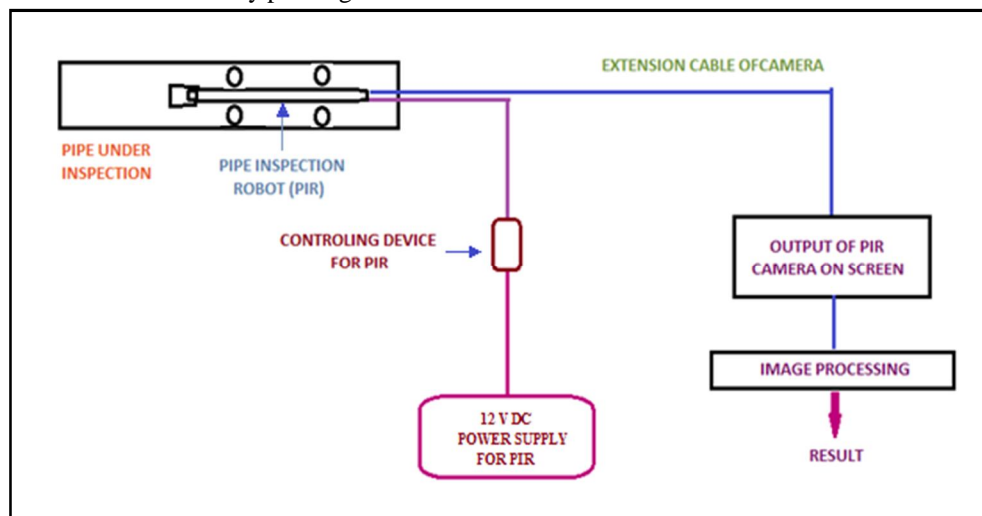 EXTENSION CABLE OFCAMERA
PIPE UNDER
INSPECTION
PIPE INSPECTION
ROBOT (PIR)
CONTROLING DEVICE
FOR PIR
OUTPUT OF PIR
CAMERA ON SCREEN
IMAGE PROCESSING
12 V DC
POWER SUPPLY
FOR PIR
RESULT